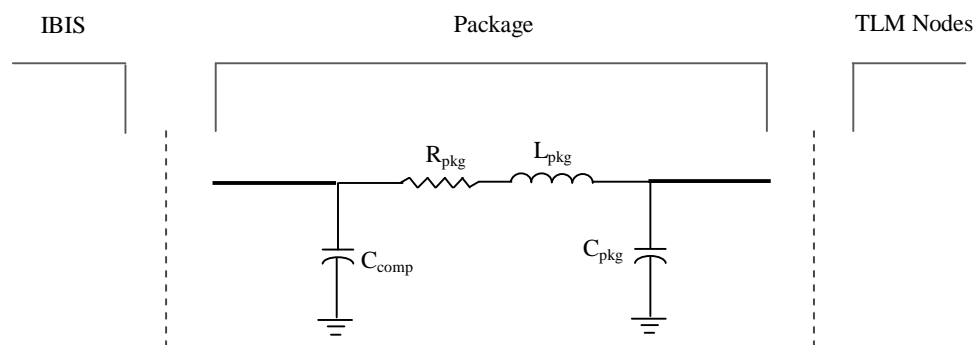 IBIS
Package
TLM Nodes
Rpkg
Lpkg
Ccomp
Cpkg